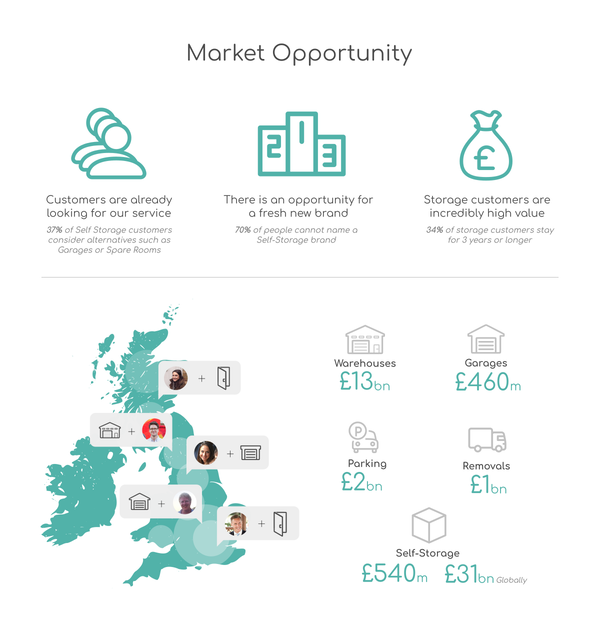 Market Opportunity
2 1 3
£
Customers are already
looking for our service
37% of Self Storage customers
consider alternatives such as
Garages or Spare Rooms
There is an opportunity for
a fresh new brand
70% of people cannot name a
Self-Storage brand
Storage customers are
incredibly high value
34% of storage customers stay
for 3 years or longer
+
+
+
+
+
Warehouses
£13bn
Garages
£460m
P
Parking
£2bn
Removals
£1bn
Self-Storage
£540m £31bn Globally